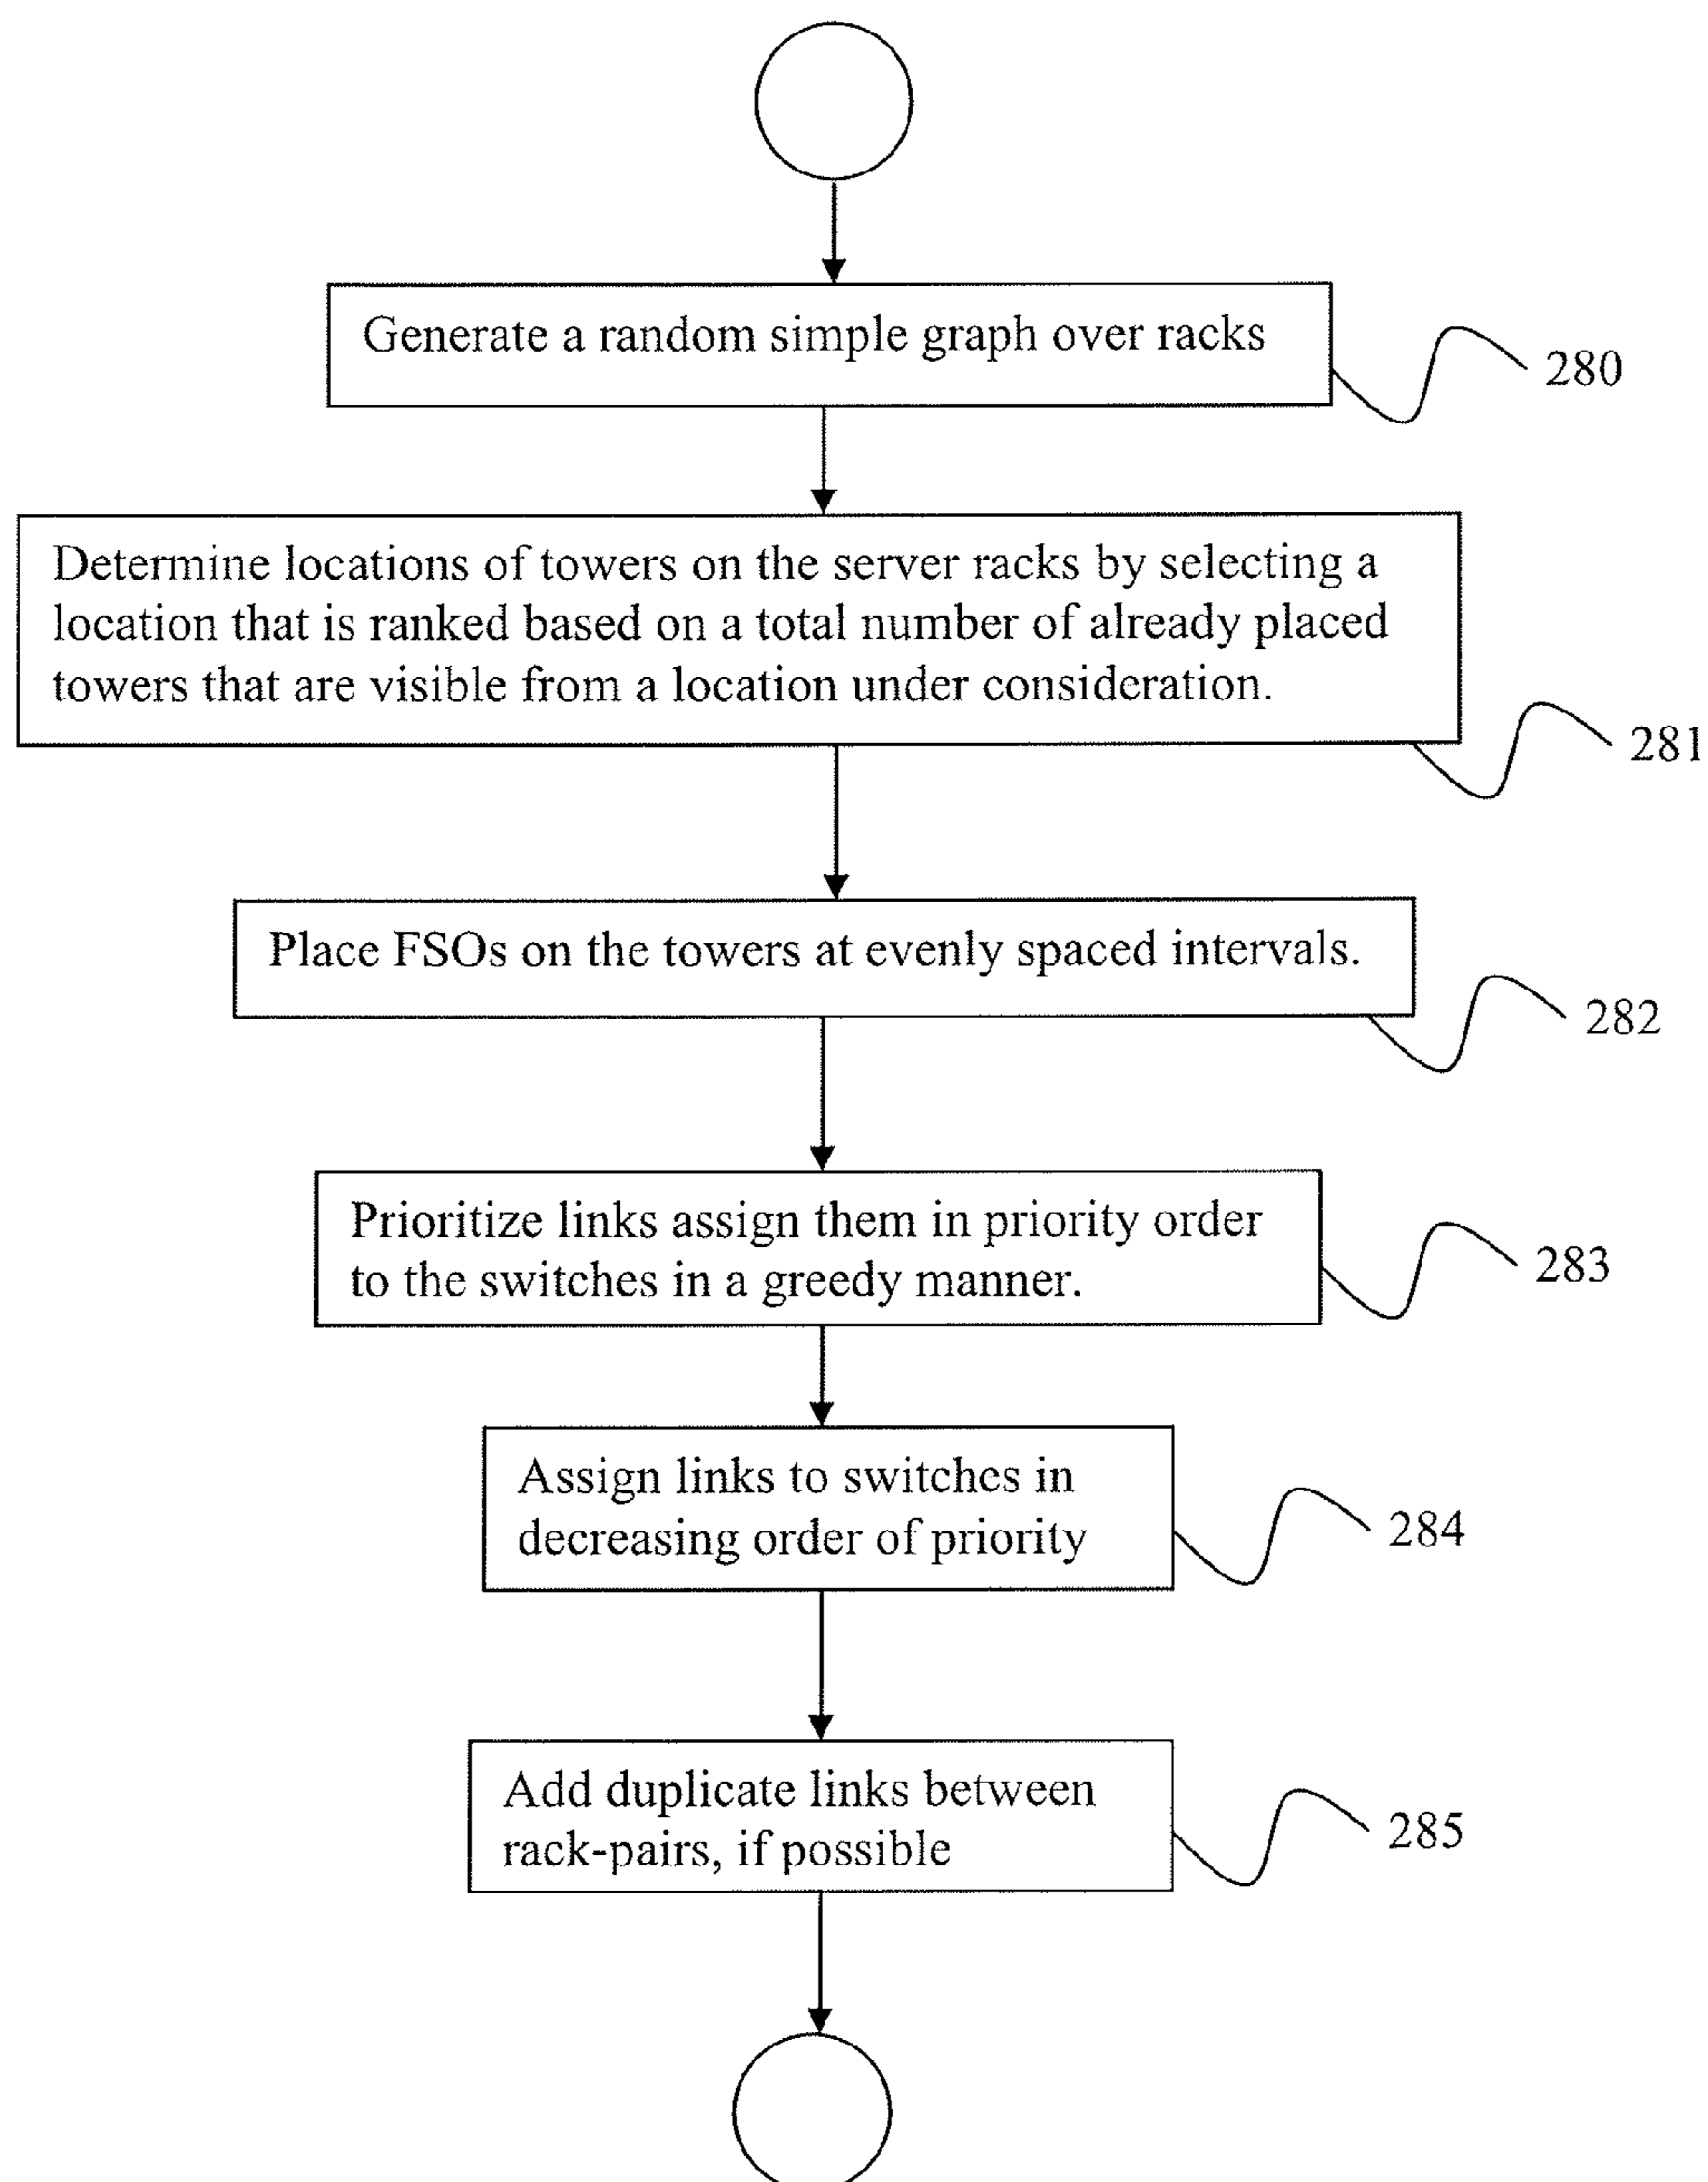 Generate a random simple graph over racks
280
Determine locations of towers on the server racks by selecting a
location that is ranked based on a total number of already placed
towers that are visible from a location under consideration.
281
Place FSOs on the towers at evenly spaced intervals.
282
Prioritize links assign them in priority order
to the switches in a greedy manner.
283
Assign links to switches in
decreasing order of priority
284
Add duplicate links between
rack-pairs, if possible
285